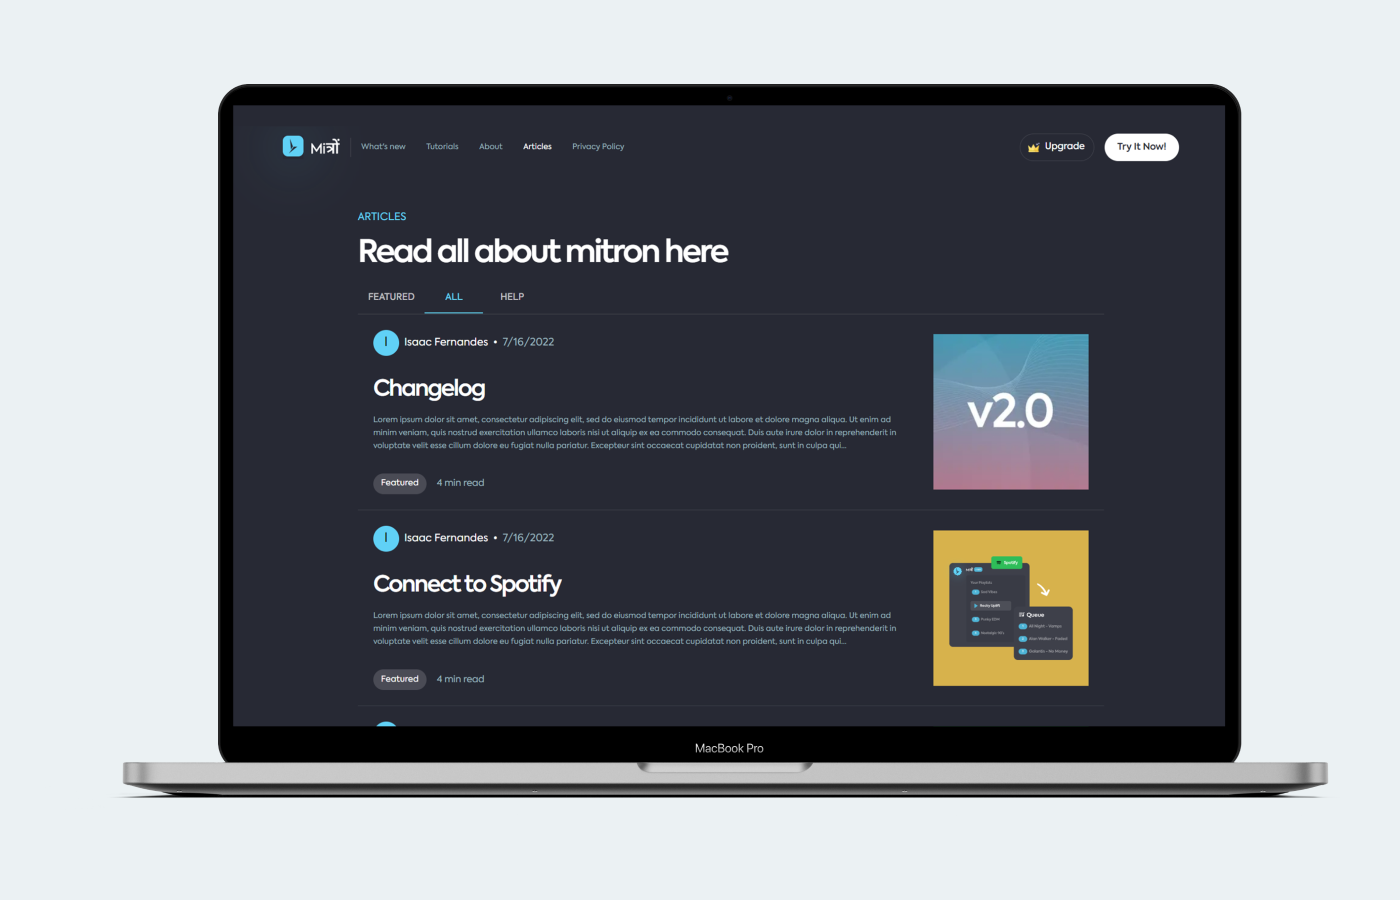 Mitrों
What's new
Tutorials
About
Articles
Privacy Policy
Upgrade
Try It Now!
ARTICLES
Read all about mitron here
FEATURED
ALL
HELP
I
Isaac Fernandes • 7/16/2022
Changelog
Lorem ipsum dolor sit amet, consectetur adipiscing elit, sed do eiusmod tempor incididunt ut labore et dolore magna aliqua. Ut enim ad
minim veniam, quis nostrud exercitation ullamco laboris nisi ut aliquip ex ea commodo consequat. Duis aute irure dolor in reprehenderit in
voluptate velit esse cillum dolore eu fugiat nulla pariatur. Excepteur sint occaecat cupidatat non proident, sunt in culpa qui...
Featured
4 min read
v2.0
I
Isaac Fernandes • 7/16/2022
Connect to Spotify
Lorem ipsum dolor sit amet, consectetur adipiscing elit, sed do eiusmod tempor incididunt ut labore et dolore magna aliqua. Ut enim ad
minim veniam, quis nostrud exercitation ullamco laboris nisi ut aliquip ex ea commodo consequat. Duis aute irure dolor in reprehenderit in
voluptate velit esse cillum dolore eu fugiat nulla pariatur. Excepteur sint occaecat cupidatat non proident, sunt in culpa qui...
Featured
4 min read
Spotify
Your Playlists
Queue
MacBook Pro